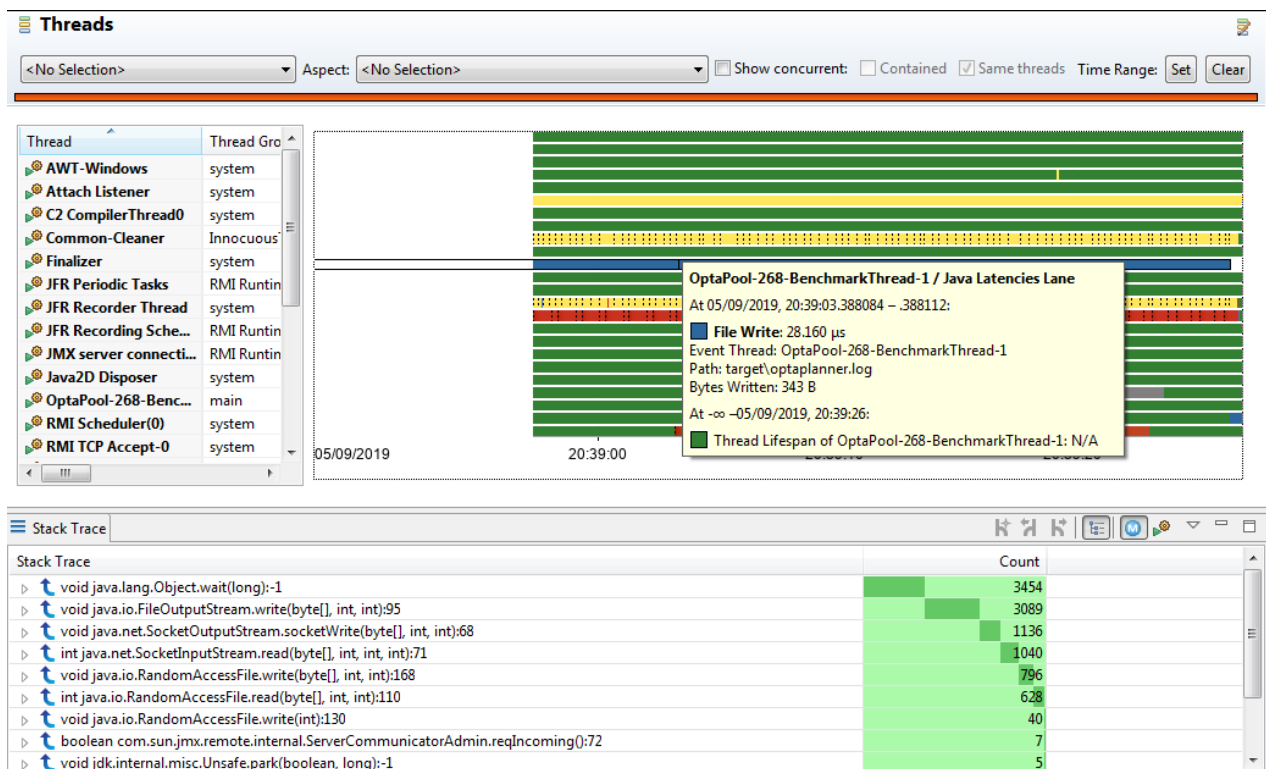 Threads
<No Selection> Aspect: <No Selection> Show concurrent: Contained Same threads Time Range: Set Clear
Thread Thread Gro
AWT-Windows system
Attach Listener system
C2 CompilerThread0 system
Common-Cleaner Innocuous
Finalizer system
JFR Periodic Tasks RMI Runtin
JFR Recorder Thread system
JFR Recording Sche... RMI Runtin
JMX server connecti... RMI Runtin
Java2D Disposer system
OptaPool-268-Benc... main
RMI Scheduler(0) system
RMI TCP Accept-0 system
OptaPool-268-BenchmarkThread-1 / Java Latencies Lane
At 05/09/2019, 20:39:03.388084 – .388112:
File Write: 28.160 µs
Event Thread: OptaPool-268-BenchmarkThread-1
Path: target\optaplanner.log
Bytes Written: 343 B
At -∞ –05/09/2019, 20:39:26:
Thread Lifespan of OptaPool-268-BenchmarkThread-1: N/A
05/09/2019 20:39:00
Stack Trace
Stack Trace Count
void java.lang.Object.wait(long):-1 3454
void java.io.FileOutputStream.write(byte[], int, int):95 3089
void java.net.SocketOutputStream.socketWrite(byte[], int, int):68 1136
int java.net.SocketInputStream.read(byte[], int, int, int):71 1040
void java.io.RandomAccessFile.write(byte[], int, int):168 796
int java.io.RandomAccessFile.read(byte[], int, int):110 628
void java.io.RandomAccessFile.write(int):130 40
boolean com.sun.jmx.remote.internal.ServerCommunicatorAdmin.reqIncoming():72 7
void jdk.internal.misc.Unsafe.park(boolean, long):-1 5